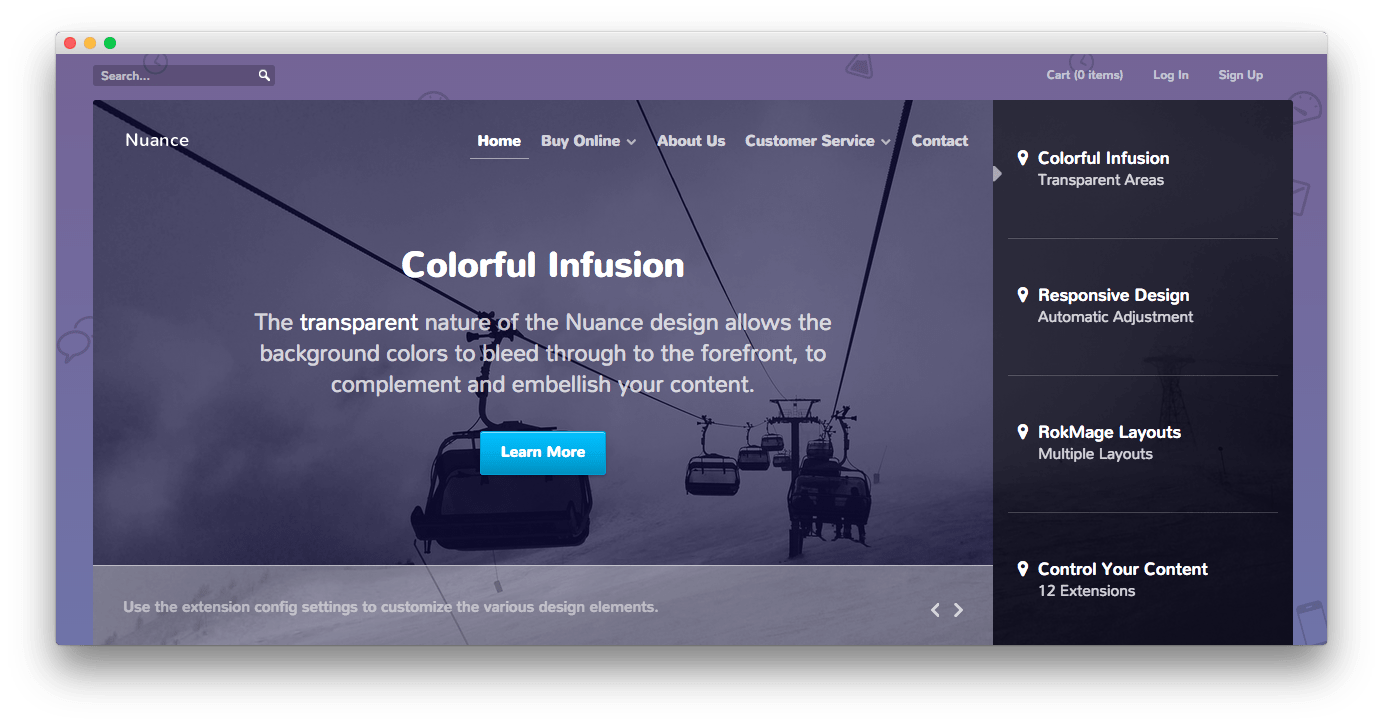 Search...
Cart (0 items) Log In Sign Up
Nuance
Home Buy Online About Us Customer Service Contact
Colorful Infusion
The transparent nature of the Nuance design allows the
background colors to bleed through to the forefront, to
complement and embellish your content.
Learn More
Use the extension config settings to customize the various design elements.
Colorful Infusion
Transparent Areas
Responsive Design
Automatic Adjustment
RokMage Layouts
Multiple Layouts
Control Your Content
12 Extensions